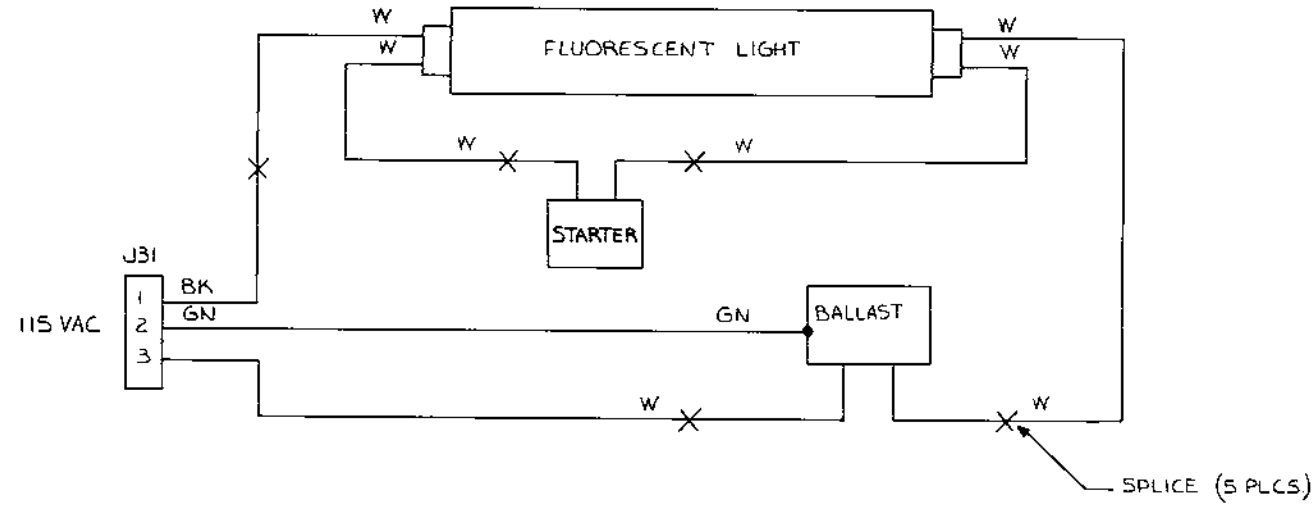 W
W
FLUORESCENT LIGHT
W
W
W
W
STARTER
J31
1
BK
GN
115 VAC
2
3
GN
BALLAST
W
W
SPLICE (5 PLCS.)